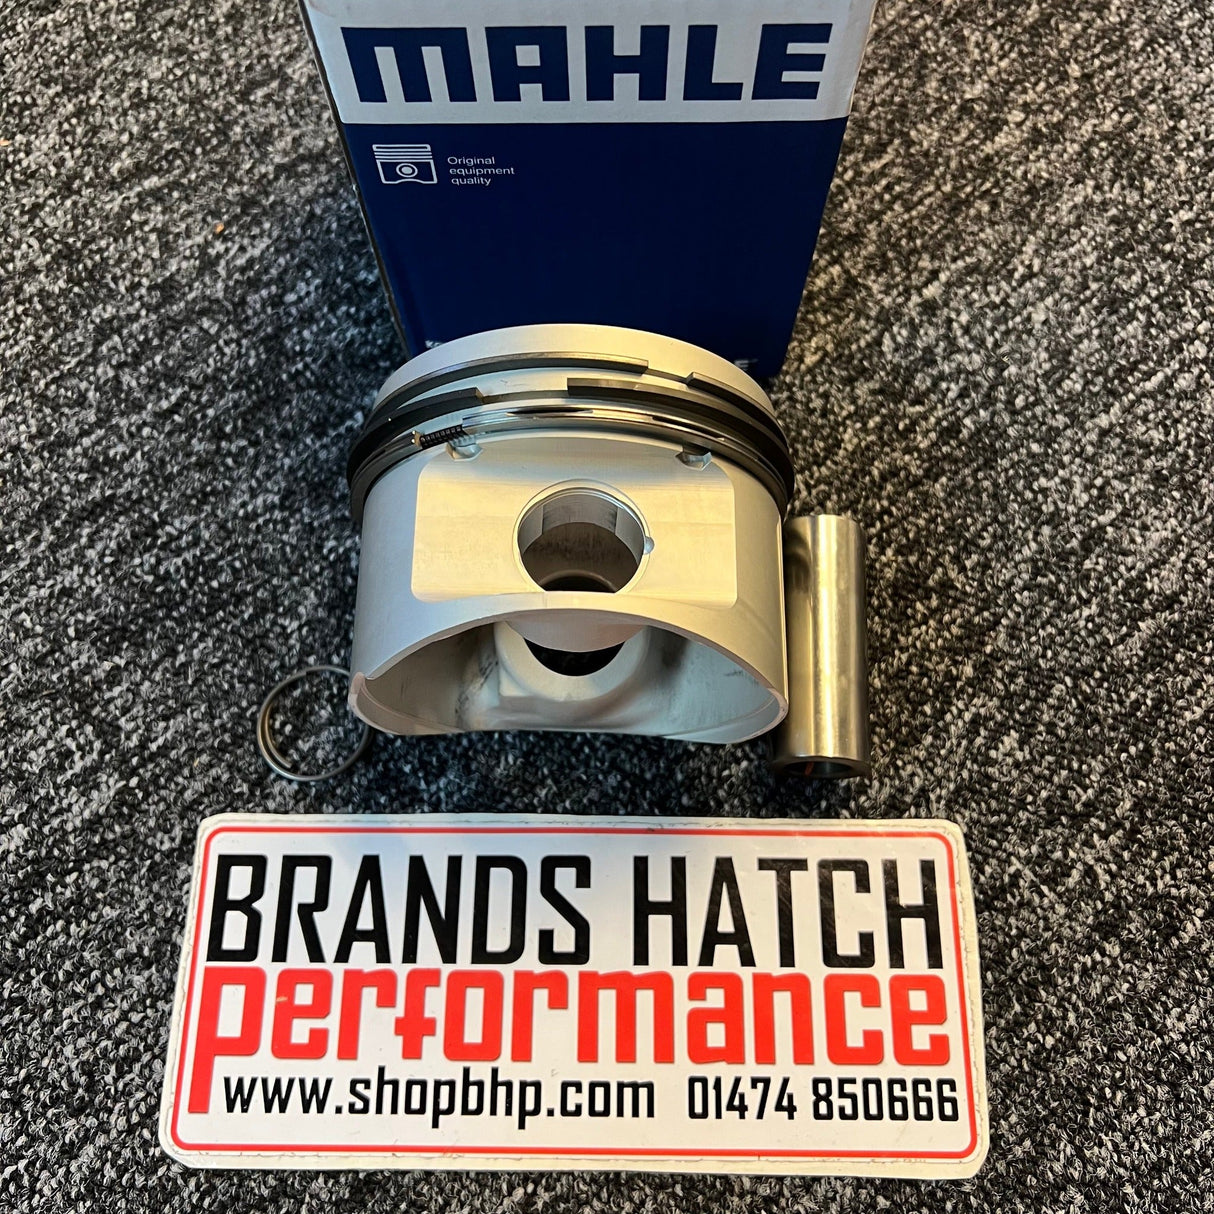 MAHLE
Original
equipment
quality
BRANDS HATCH
performance
www.shopbhp.com 01474 850666